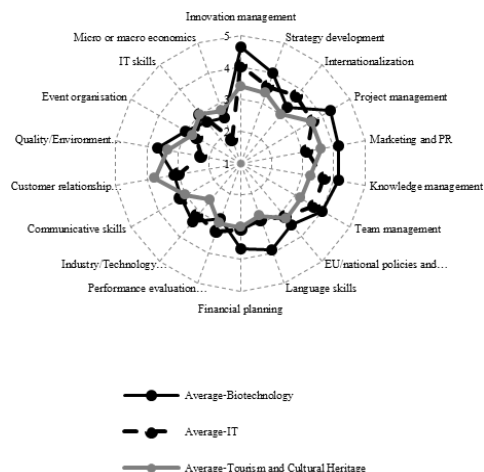 Innovation management
Micro or macro economics
Strategy development
IT skills
Internationalization
Event organisation
Project management
Quality/Environment...
Marketing and PR
Customer relationship...
Knowledge management
Communicative skills
Team management
Industry/Technology...
EU/national policies and...
Performance evaluation...
Language skills
Financial planning
5
4
3
1
Average-Biotechnology
Average-IT
Average-Tourism and Cultural Heritage